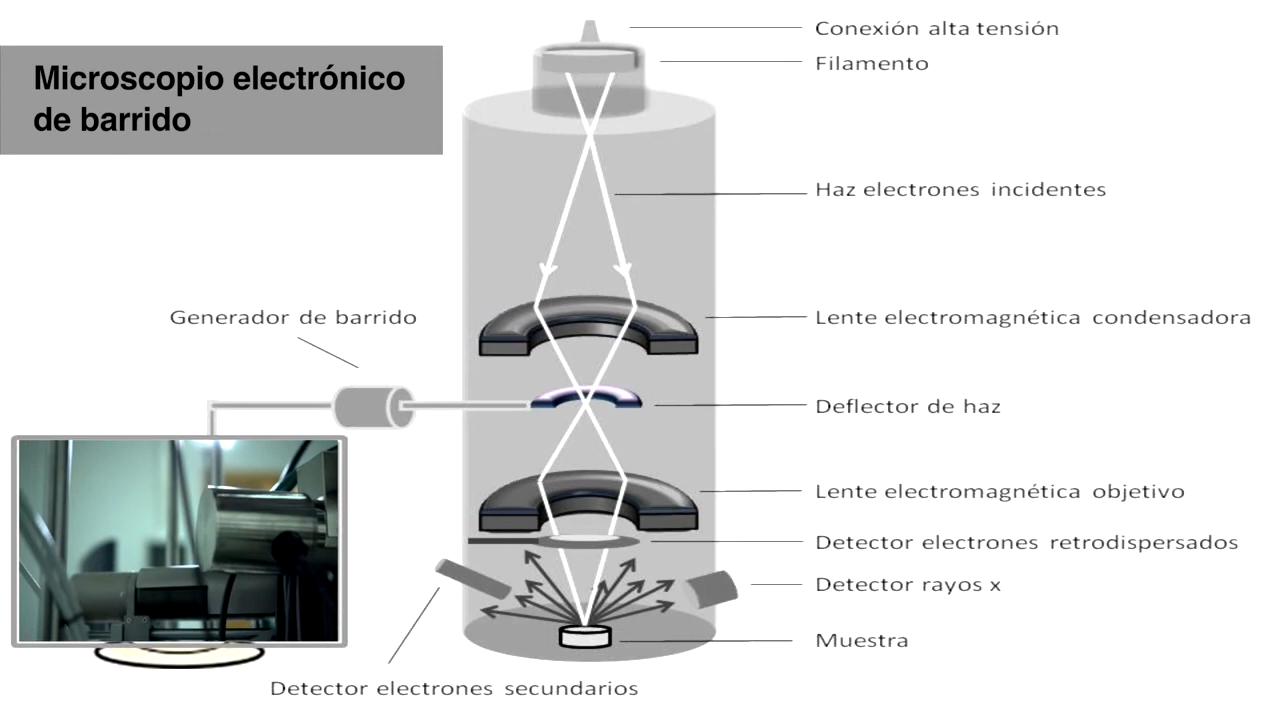 Microscopio electrónico
de barrido
Conexión alta tensión
Filamento
Haz electrones incidentes
Generador de barrido
Lente electromagnética condensadora
Deflector de haz
Lente electromagnética objetivo
Detector electrones retrodispersados
Detector rayos x
Muestra
Detector electrones secundarios